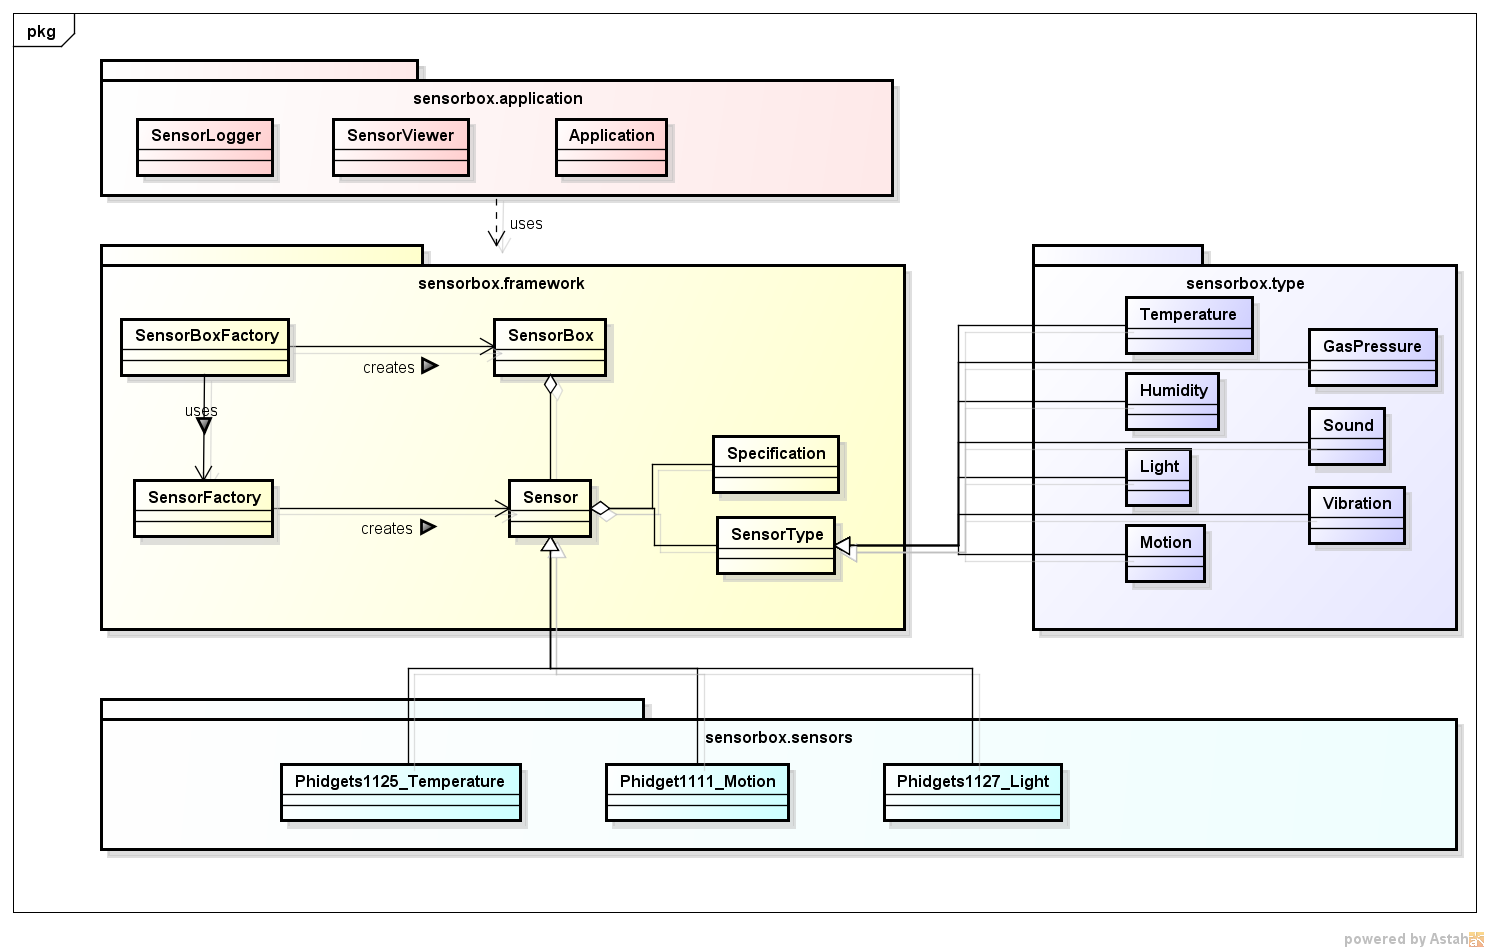 pkg
sensorbox.application
SensorLogger
SensorViewer
Application
uses
sensorbox.framework
sensorbox.type
SensorBoxFactory
SensorBox
creates
uses
SensorFactory
Sensor
creates
Specification
SensorType
Temperature
GasPressure
Humidity
Sound
Light
Vibration
Motion
sensorbox.sensors
Phidgets1125_Temperature
Phidget1111_Motion
Phidgets1127_Light
powered by Astah